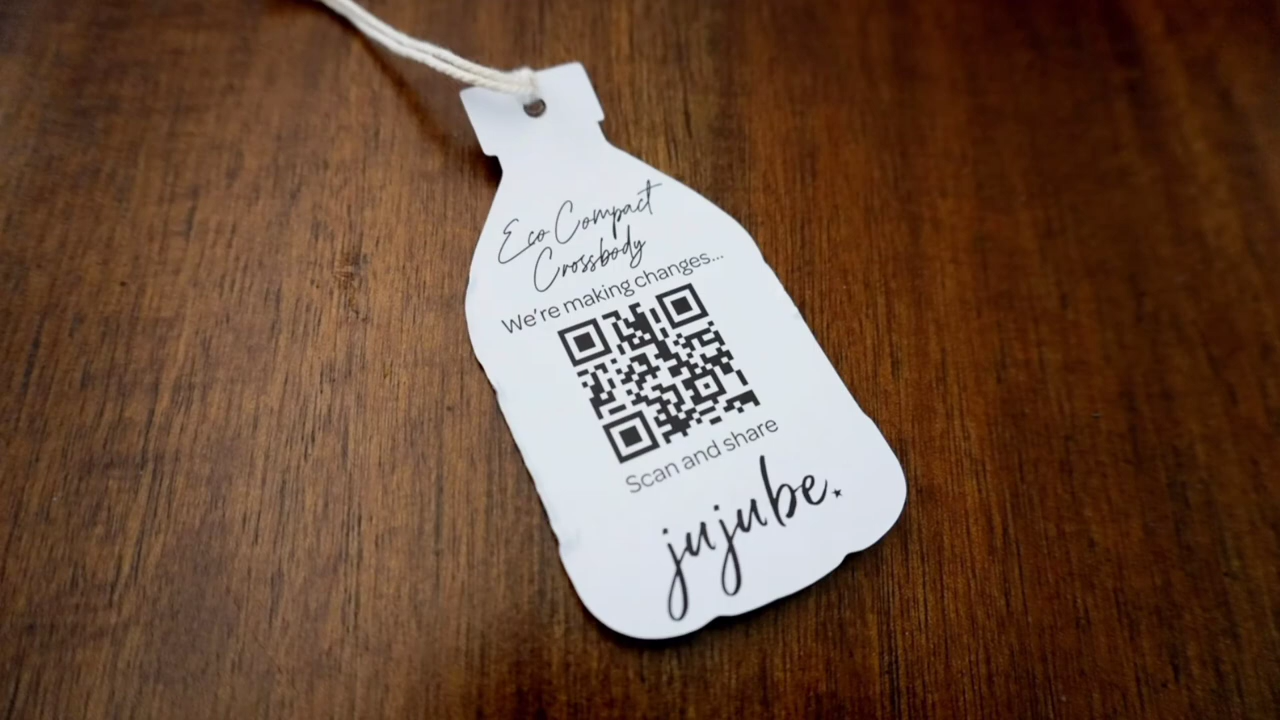 Eco Compact
Crossbody
We're making changes...
Scan and share
jujube.